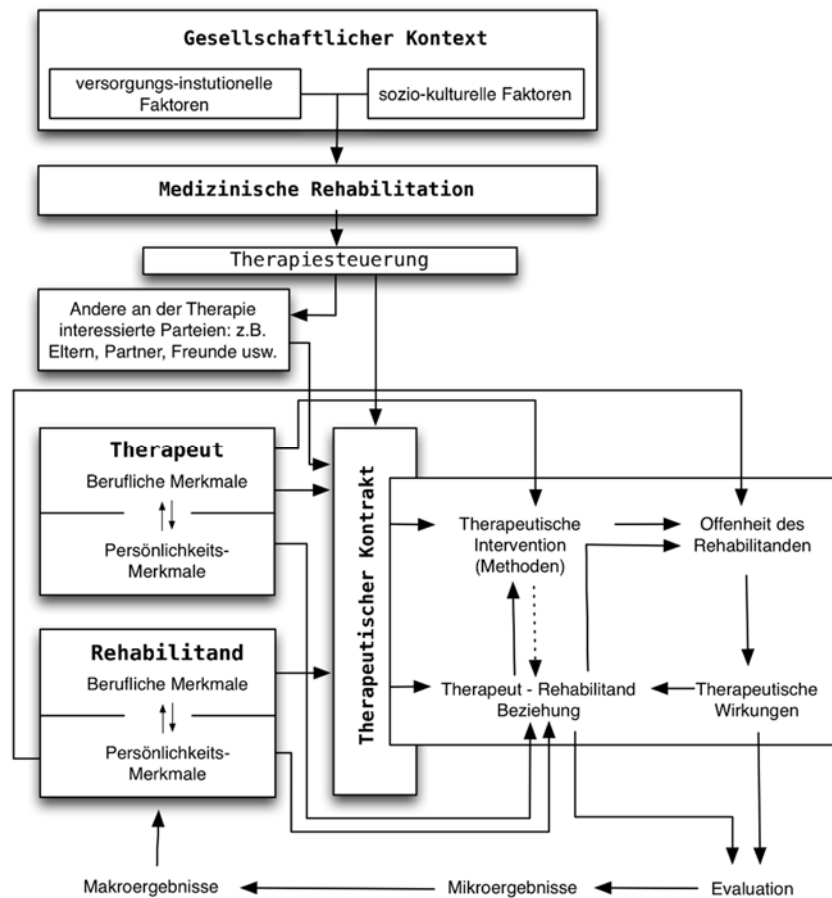 Gesellschaftlicher Kontext
versorgungs-instutionelle
Faktoren
sozio-kulturelle Faktoren
Medizinische Rehabilitation
Therapiesteuerung
Andere an der Therapie
interessierte Parteien: z.B.
Eltern, Partner, Freunde usw.
Therapeut
Berufliche Merkmale
Persönlichkeits-
Merkmale
Rehabilitand
Berufliche Merkmale
Persönlichkeits-
Merkmale
Therapeutischer Kontrakt
Therapeutische
Intervention
(Methoden)
Offenheit des
Rehabilitanden
Therapeut - Rehabilitand
Beziehung
Therapeutische
Wirkungen
Makroergebnisse
Mikroergebnisse
Evaluation